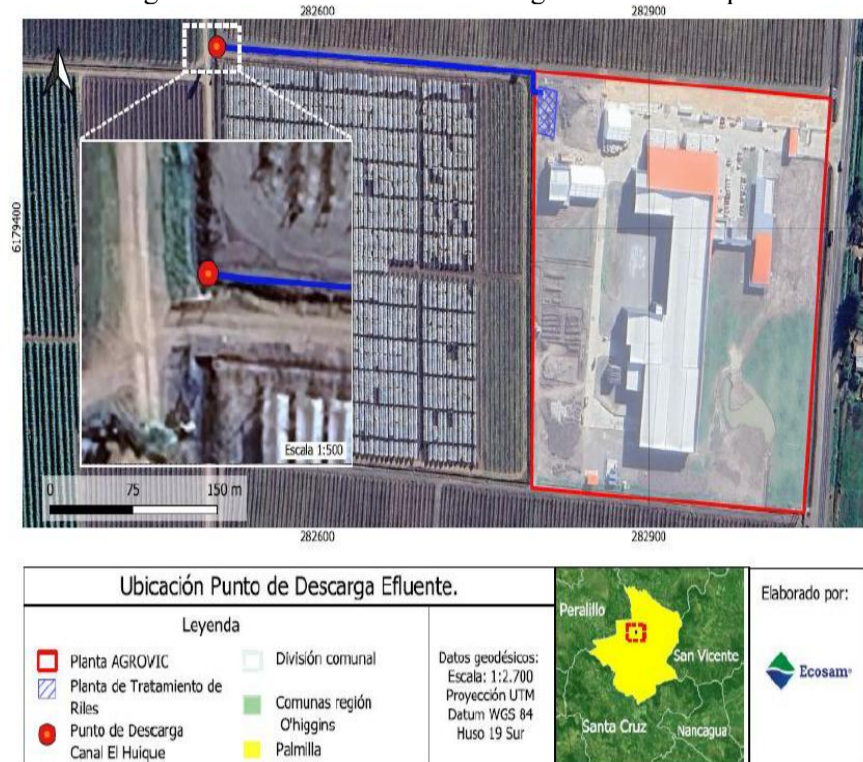 282600
282900
6179400
Escala 1:500
0 75 150 m
282600
282900
Ubicación Punto de Descarga Efluente.
Leyenda
Planta AGROVIC
Planta de Tratamiento de
Riles
Punto de Descarga
Canal El Huique
División comunal
Comunas región
O'higgins
Palmilla
Datos geodésicos:
Escala: 1:2.700
Proyección UTM
Datum WGS 84
Huso 19 Sur
Peralillo
San Vicente
Santa Cruz
Nancagua
Elaborado por:
Ecosam